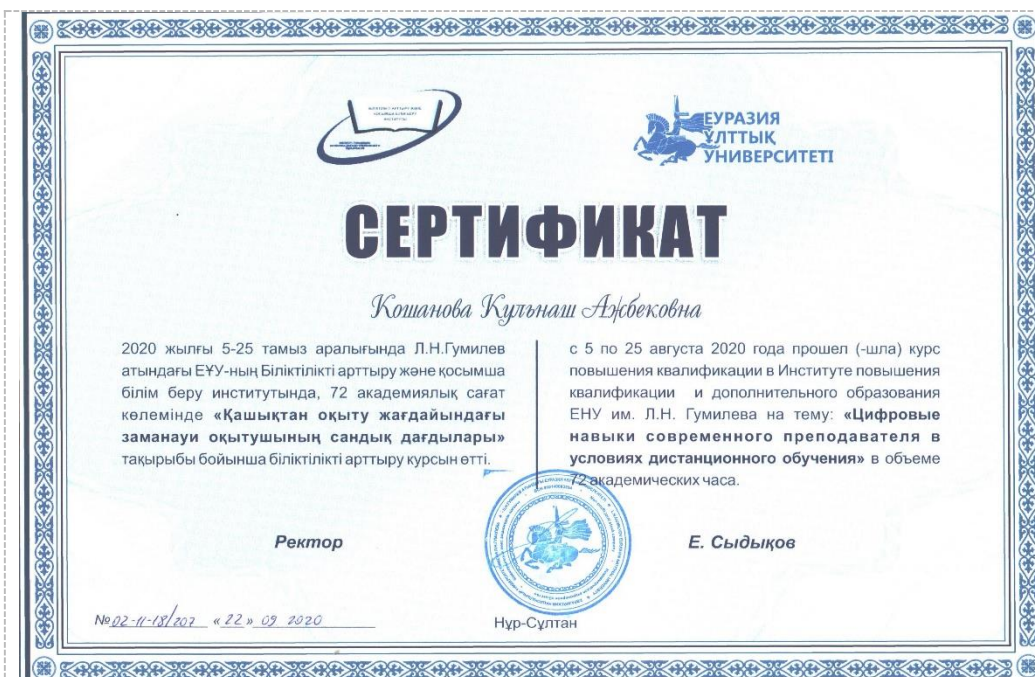 ЕУРАЗИЯ
ҰЛТТЫҚ
УНИВЕРСИТЕТІ
СЕРТИФИКАТ
Кошанова Кульнаш Ажбековна
2020 жылғы 5-25 тамыз аралығында Л.Н.Гумилев
атындағы ЕҰУ-ның Біліктілікті арттыру және қосымша
білім беру институтында, 72 академиялық сағат
көлемінде «Қашықтан оқыту жағдайындағы
заманауи оқытушының сандық дағдылары»
тақырыбы бойынша біліктілікті арттыру курсын өтті.
с 5 по 25 августа 2020 года прошел (-шла) курс
повышения квалификации в Институте повышения
квалификации и дополнительного образования
ЕНУ им. Л.Н. Гумилева на тему: «Цифровые
навыки современного преподавателя в
условиях дистанционного обучения» в объеме
72 академических часа.
Ректор
Е. Сыдықов
№ 02-11-18/207 « 22 » 09 2020
Нұр-Сұлтан